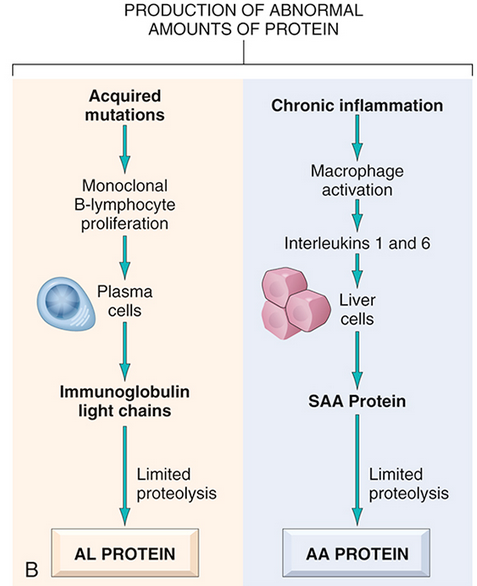 PRODUCTION OF ABNORMAL
AMOUNTS OF PROTEIN
Acquired
mutations
Monoclonal
B-lymphocyte
proliferation
Plasma
cells
Immunoglobulin
light chains
Limited
proteolysis
AL PROTEIN
B
Chronic inflammation
Macrophage
activation
Interleukins 1 and 6
Liver
cells
SAA Protein
Limited
proteolysis
AA PROTEIN